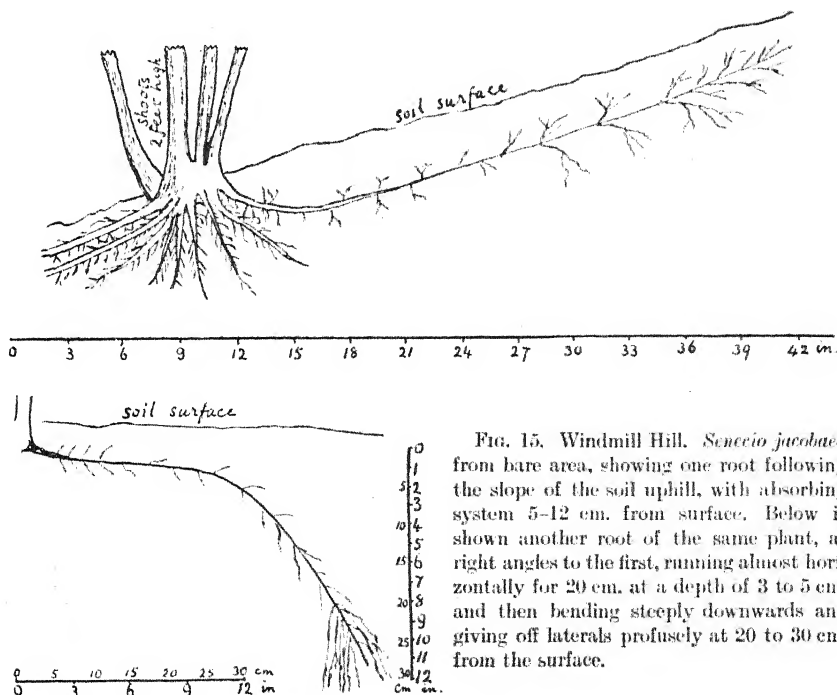 shoots
2 feet high
soil surface
0 3 6 9 12 15 18 21 24 27 30 33 36 39 42 in.
soil surface
0
1
5 2
3
10 4
5
15 6
7
20 8
9
25 10
11
30 12
cm in.
0 5 10 15 20 25 30 cm
0 3 6 9 12 in
FIG. 15. Windmill Hill. Senecio jacobae
from bare area, showing one root followin
the slope of the soil uphill, with absorbin
system 5–12 cm. from surface. Below i
shown another root of the same plant, a
right angles to the first, running almost hori
zontally for 20 cm. at a depth of 3 to 5 cm
and then bending steeply downwards an
giving off laterals profusely at 20 to 30 cm
from the surface.